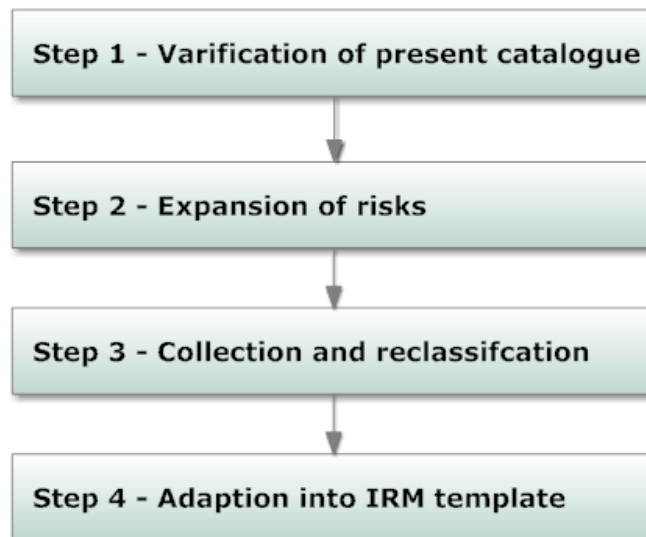 Step 1 - Varification of present catalogue
Step 2 - Expansion of risks
Step 3 - Collection and reclassifcation
Step 4 - Adaption into IRM template